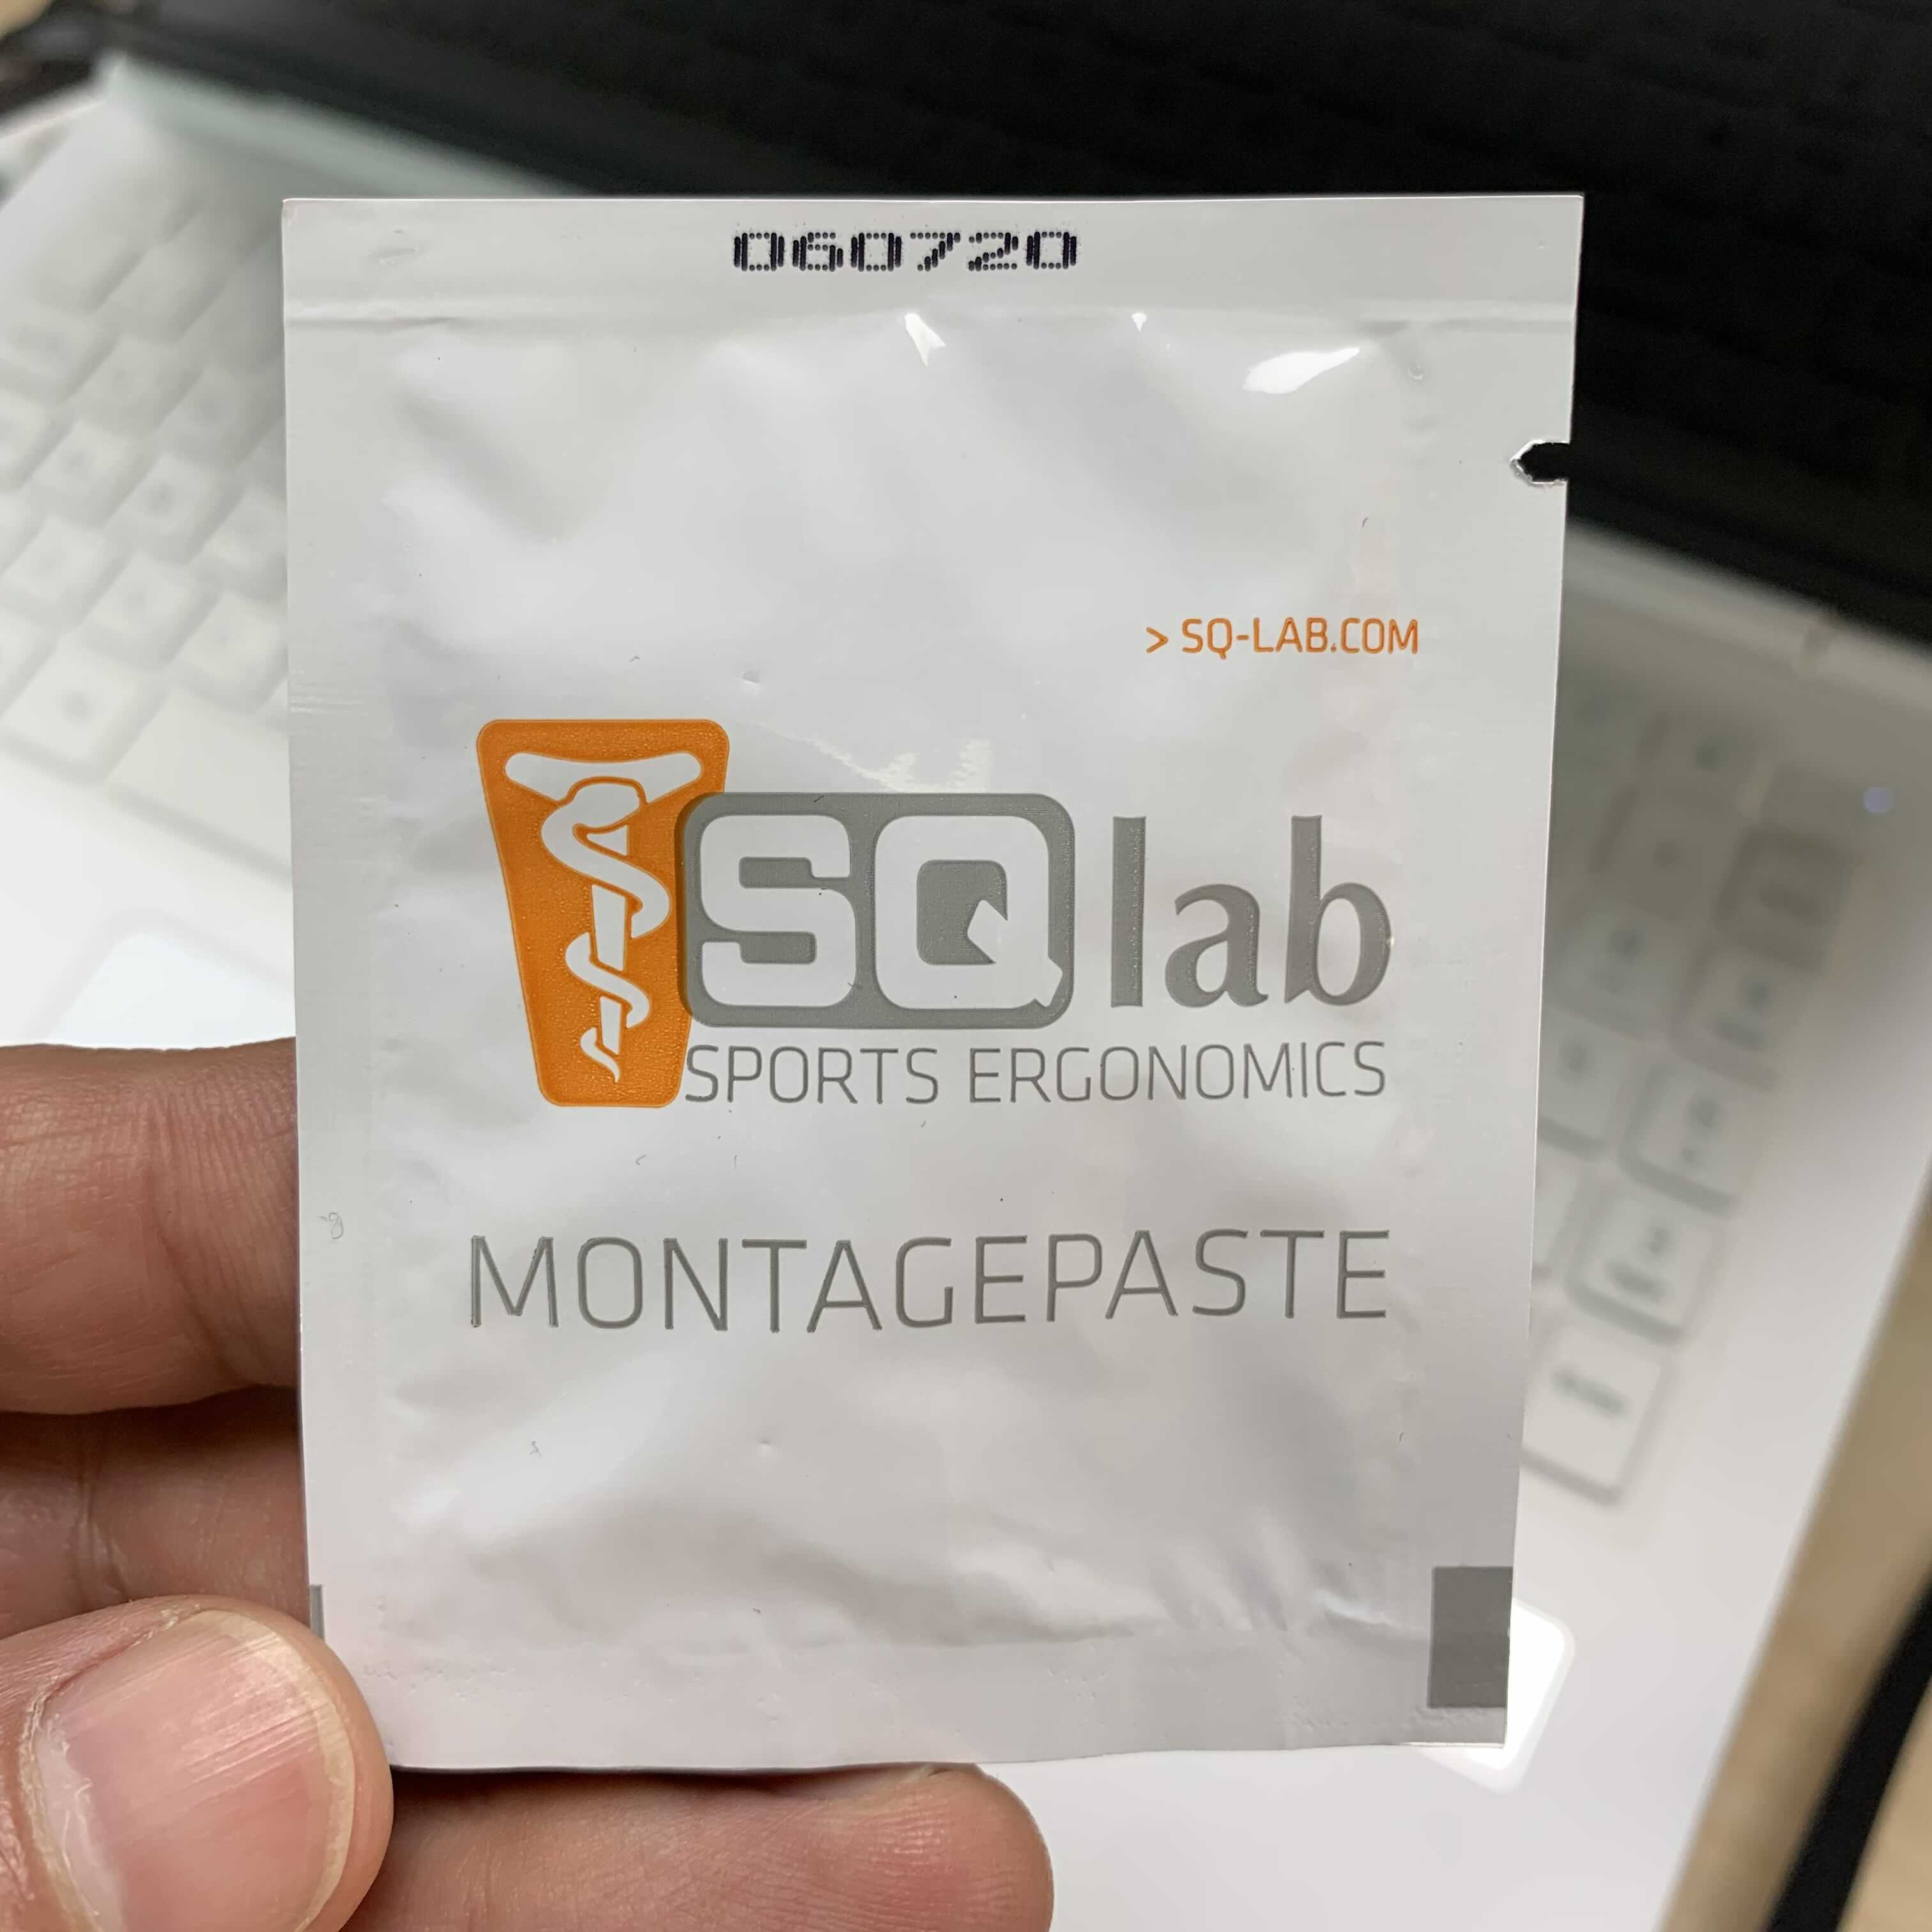 060720
> SQ-LAB.COM
SQlab
SPORTS ERGONOMICS
MONTAGEPASTE